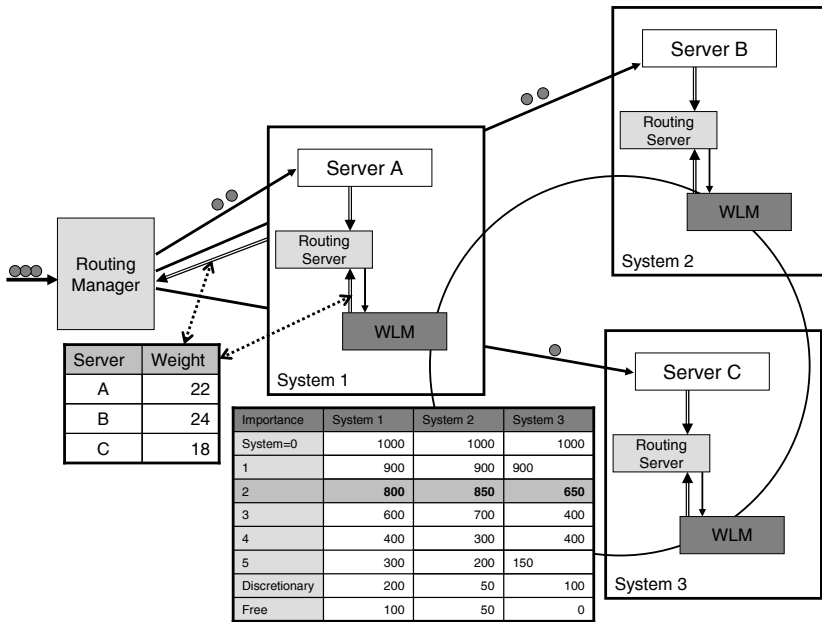 Server B
Routing
Server
WLM
System 2
Server A
Routing
Server
WLM
System 1
Routing
Manager
Server Weight
A 22
B 24
C 18
Server C
Routing
Server
WLM
System 3
Importance System 1 System 2 System 3
System=0 1000 1000 1000
1 900 900 900
2 800 850 650
3 600 700 400
4 400 300 400
5 300 200 150
Discretionary 200 50 100
Free 100 50 0